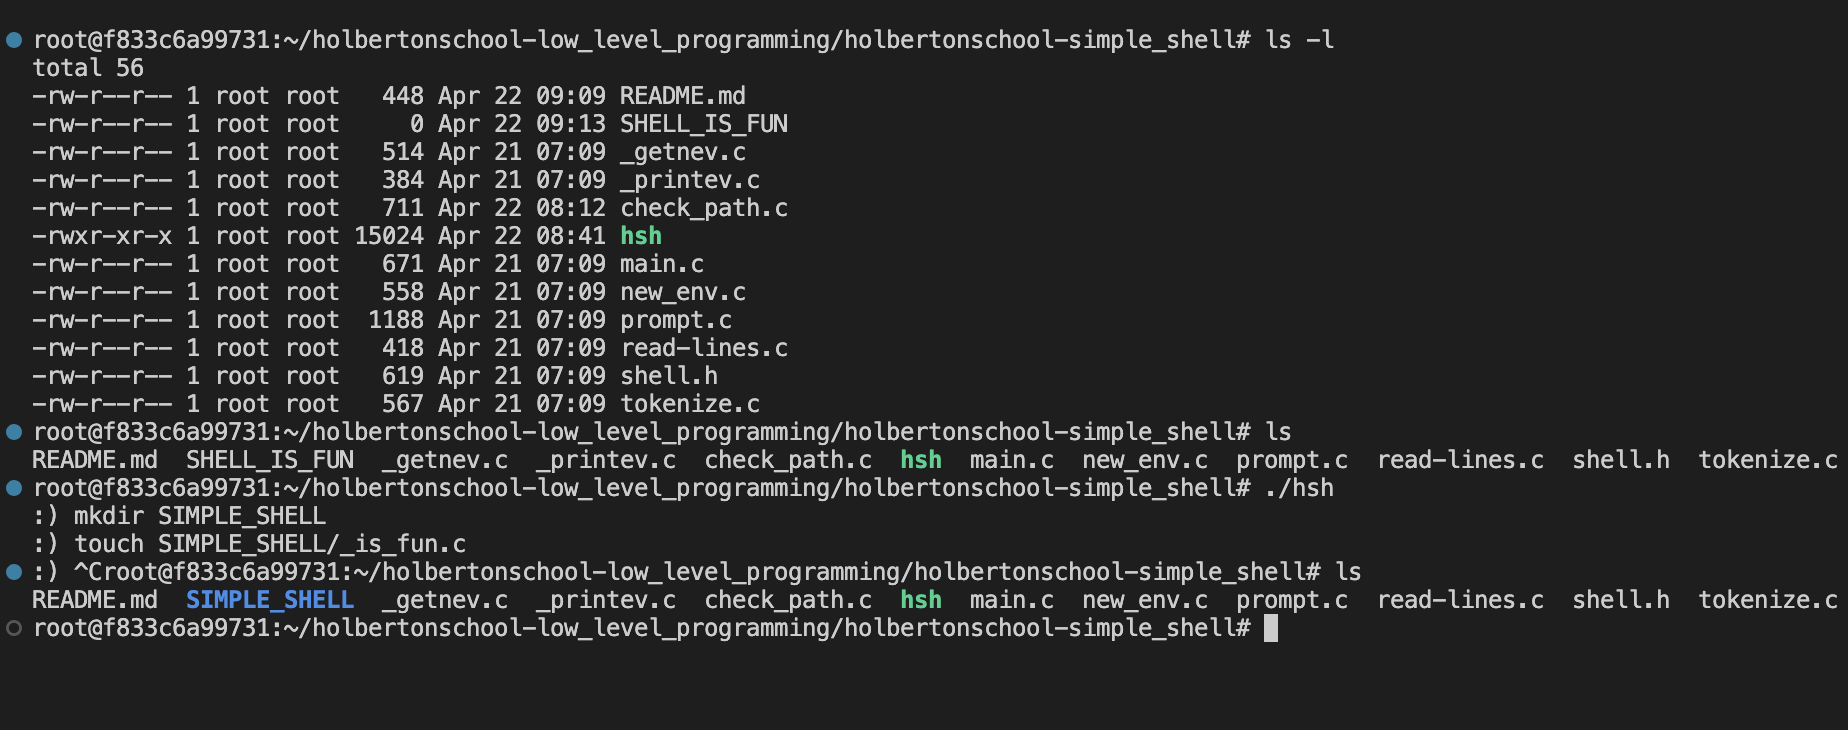 root@f833c6a99731:~/holbertonschool-low_level_programming/holbertonschool-simple_shell# ls -l
total 56
-rw-r--r-- 1 root root   448 Apr 22 09:09 README.md
-rw-r--r-- 1 root root     0 Apr 22 09:13 SHELL_IS_FUN
-rw-r--r-- 1 root root   514 Apr 21 07:09 _getnev.c
-rw-r--r-- 1 root root   384 Apr 21 07:09 _printev.c
-rw-r--r-- 1 root root   711 Apr 22 08:12 check_path.c
-rwxr-xr-x 1 root root 15024 Apr 22 08:41 hsh
-rw-r--r-- 1 root root   671 Apr 21 07:09 main.c
-rw-r--r-- 1 root root   558 Apr 21 07:09 new_env.c
-rw-r--r-- 1 root root  1188 Apr 21 07:09 prompt.c
-rw-r--r-- 1 root root   418 Apr 21 07:09 read-lines.c
-rw-r--r-- 1 root root   619 Apr 21 07:09 shell.h
-rw-r--r-- 1 root root   567 Apr 21 07:09 tokenize.c
root@f833c6a99731:~/holbertonschool-low_level_programming/holbertonschool-simple_shell# ls
README.md  SHELL_IS_FUN  _getnev.c  _printev.c  check_path.c  hsh  main.c  new_env.c  prompt.c  read-lines.c  shell.h  tokenize.c
root@f833c6a99731:~/holbertonschool-low_level_programming/holbertonschool-simple_shell# ./hsh
:) mkdir SIMPLE_SHELL
:) touch SIMPLE_SHELL/_is_fun.c
:) ^Croot@f833c6a99731:~/holbertonschool-low_level_programming/holbertonschool-simple_shell# ls
README.md  SIMPLE_SHELL  _getnev.c  _printev.c  check_path.c  hsh  main.c  new_env.c  prompt.c  read-lines.c  shell.h  tokenize.c
root@f833c6a99731:~/holbertonschool-low_level_programming/holbertonschool-simple_shell#